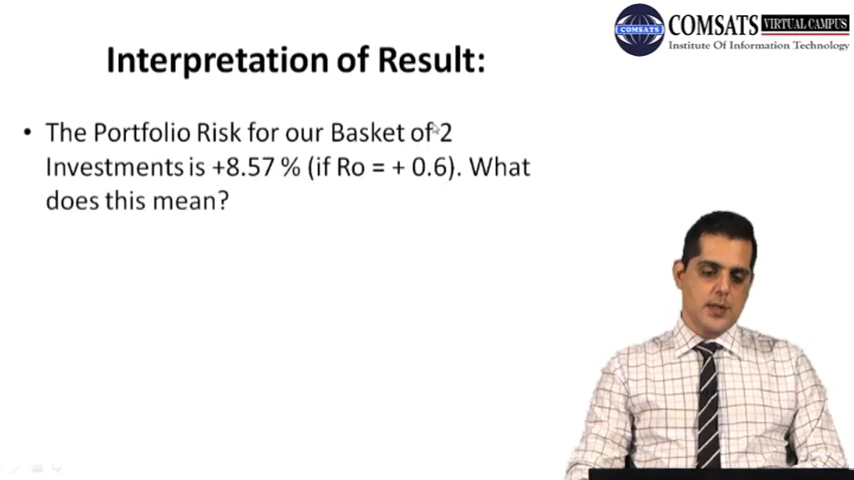 COMSATS VIRTUAL CAMPUS
COMSATS
Institute Of Information Technology
Interpretation of Result:
• The Portfolio Risk for our Basket of 2
Investments is +8.57 % (if Ro = + 0.6). What
does this mean?